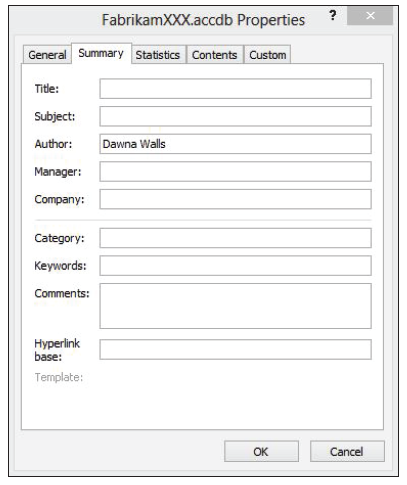 FabrikamXXX.accdb Properties ? ×
General Summary Statistics Contents Custom
Title:
Subject:
Author: Dawna Walls
Manager:
Company:
Category:
Keywords:
Comments:
Hyperlink
base:
Template:
OK Cancel